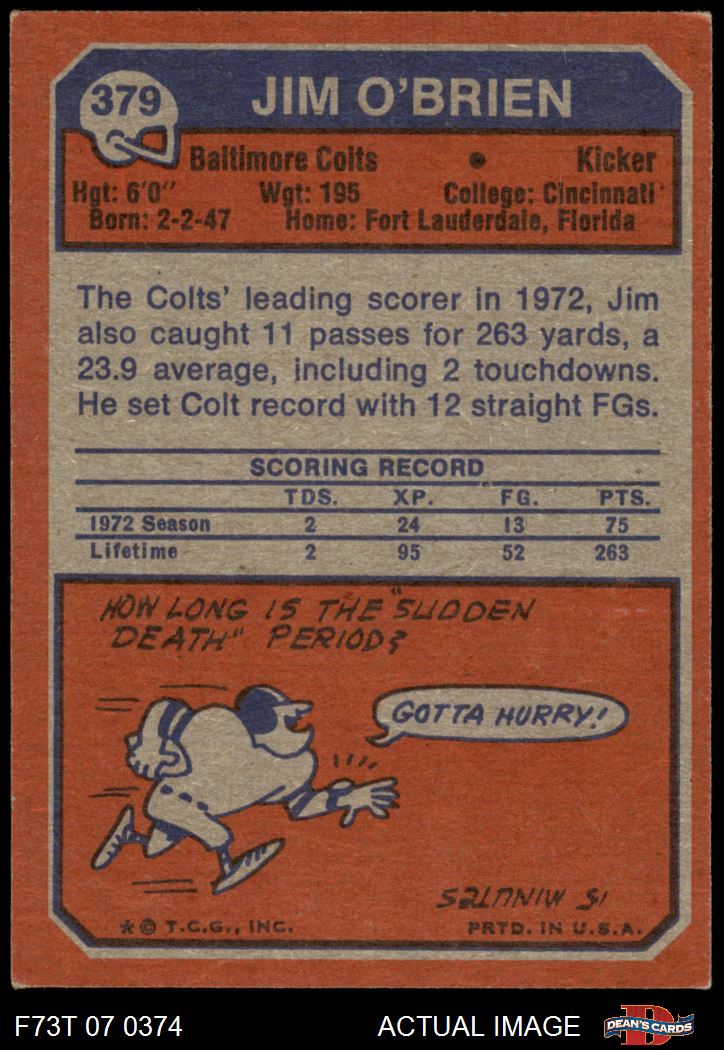 379
JIM O'BRIEN
Baltimore Colts • Kicker
Hgt: 6'0" Wgt: 195 College: Cincinnati
Born: 2-2-47 Home: Fort Lauderdale, Florida
The Colts' leading scorer in 1972, Jim
also caught 11 passes for 263 yards, a
23.9 average, including 2 touchdowns.
He set Colt record with 12 straight FGs.
SCORING RECORD
TDS. XP. FG. PTS.
1972 Season 2 24 13 75
Lifetime 2 95 52 263
HOW LONG IS THE "SUDDEN
DEATH" PERIOD?
GOTTA HURRY!
15 MINUTES
* © T.C.G., INC. PRTD. IN U.S.A.
F73T 07 0374 ACTUAL IMAGE DEAN'S CARDS